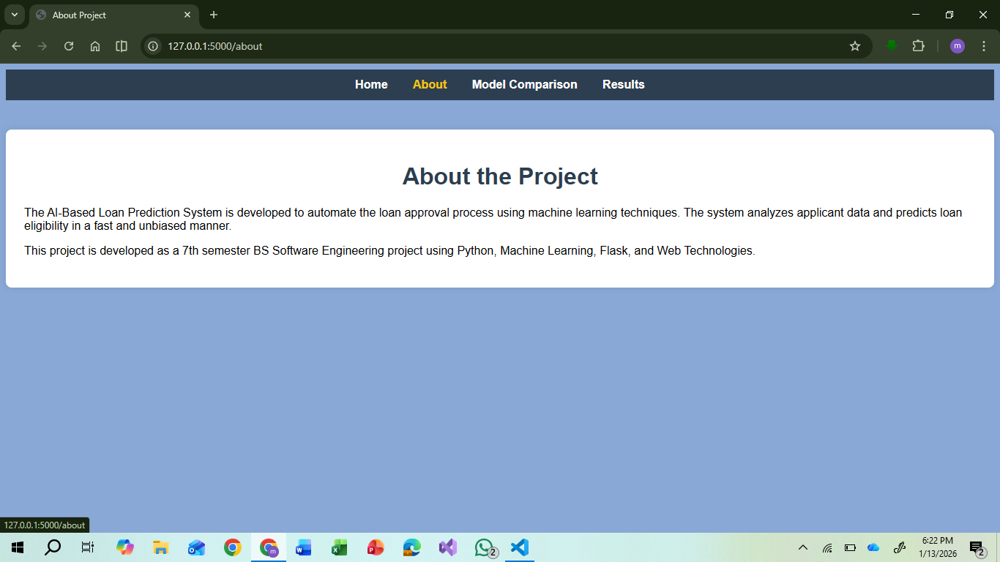 About Project
127.0.0.1:5000/about
m
Home About Model Comparison Results
About the Project
The AI-Based Loan Prediction System is developed to automate the loan approval process using machine learning techniques. The system analyzes applicant data and predicts loan
eligibility in a fast and unbiased manner.
This project is developed as a 7th semester BS Software Engineering project using Python, Machine Learning, Flask, and Web Technologies.
127.0.0.1:5000/about
m
2
6:22 PM
1/13/2026
2